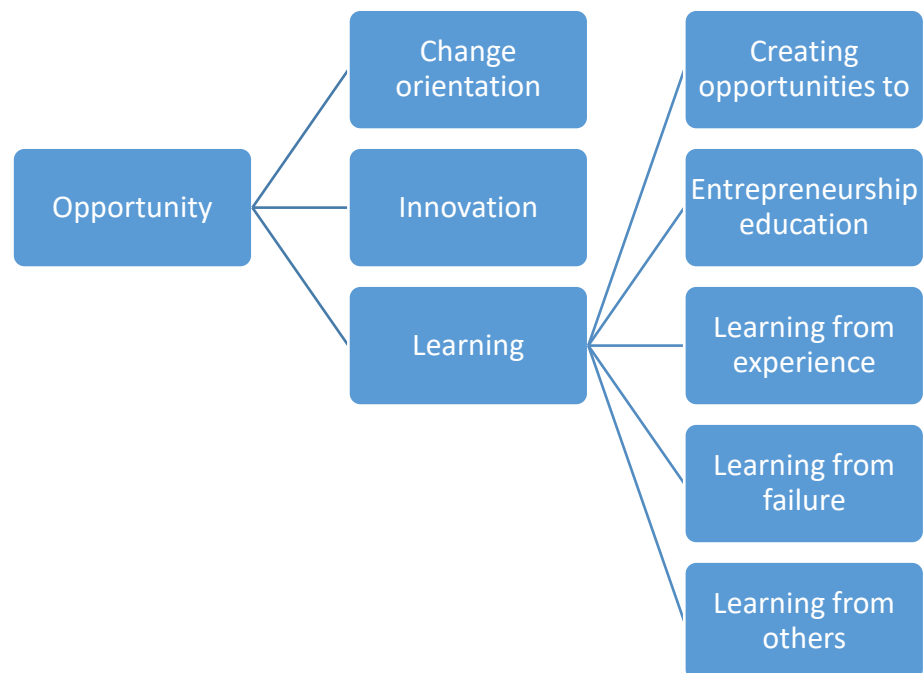 Opportunity
Change
orientation
Innovation
Learning
Creating
opportunities to
Entrepreneurship
education
Learning from
experience
Learning from
failure
Learning from
others